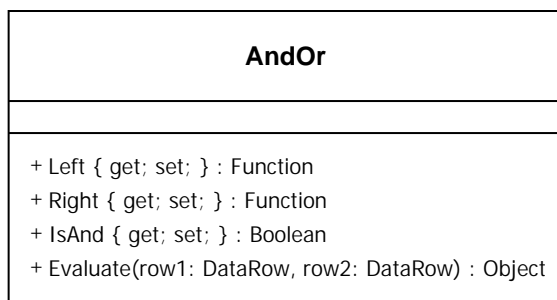 AndOr
+ Left { get; set; } : Function
+ Right { get; set; } : Function
+ IsAnd { get; set; } : Boolean
+ Evaluate(row1: DataRow, row2: DataRow) : Object